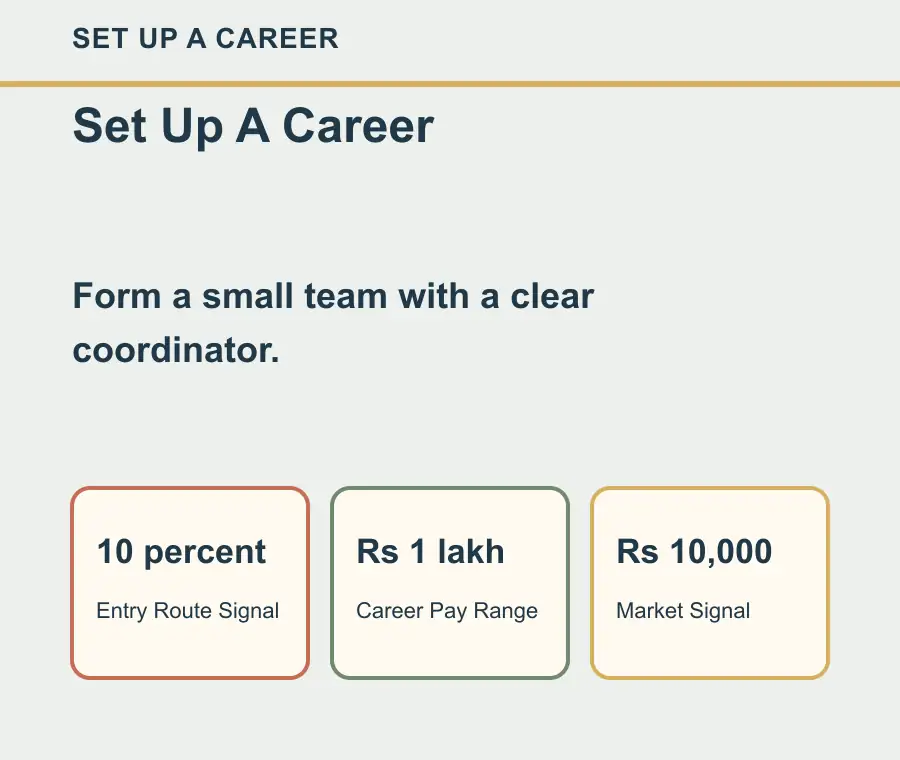 SET UP A CAREER
Set Up A Career
Form a small team with a clear
coordinator.
10 percent
Entry Route Signal
Rs 1 lakh
Career Pay Range
Rs 10,000
Market Signal